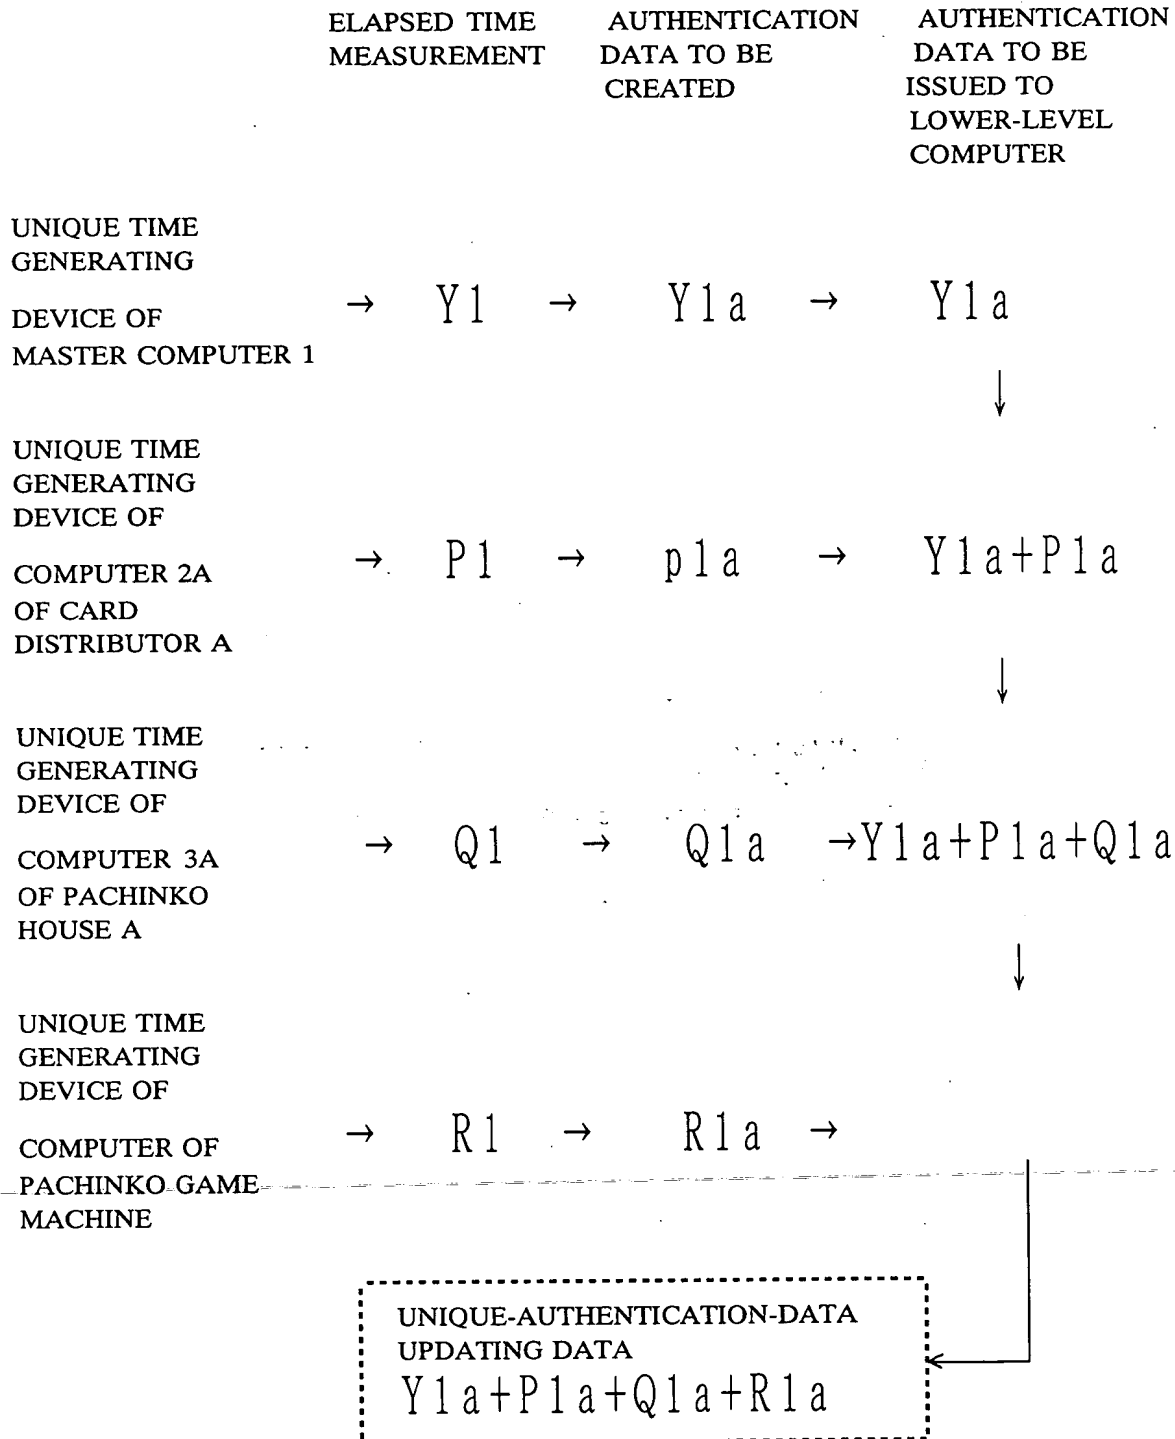 ELAPSED TIME
MEASUREMENT
AUTHENTICATION
DATA TO BE
CREATED
AUTHENTICATION
DATA TO BE
ISSUED TO
LOWER-LEVEL
COMPUTER
UNIQUE TIME
GENERATING
DEVICE OF
MASTER COMPUTER 1
→ Y1 → Y1a → Y1a
↓
UNIQUE TIME
GENERATING
DEVICE OF
COMPUTER 2A
OF CARD
DISTRIBUTOR A
→ P1 → p1a → Y1a+P1a
↓
UNIQUE TIME
GENERATING
DEVICE OF
COMPUTER 3A
OF PACHINKO
HOUSE A
→ Q1 → Q1a →Y1a+P1a+Q1a
↓
UNIQUE TIME
GENERATING
DEVICE OF
COMPUTER OF
PACHINKO GAME
MACHINE
→ R1 → R1a →
UNIQUE-AUTHENTICATION-DATA
UPDATING DATA
Y1a+P1a+Q1a+R1a